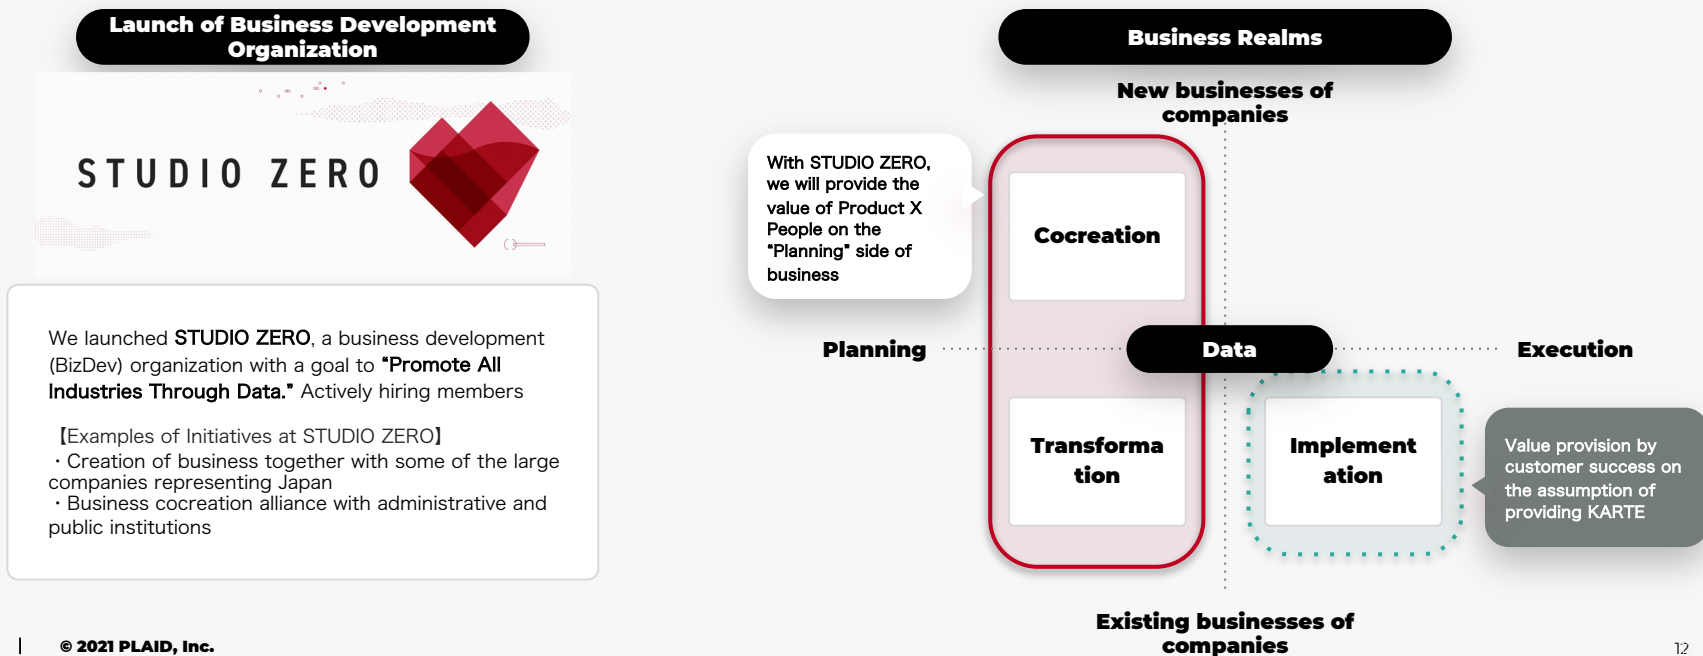 Launch of Business Development
Organization
STUDIO ZERO
We launched STUDIO ZERO, a business development
(BizDev) organization with a goal to “Promote All
Industries Through Data.” Actively hiring members
【Examples of Initiatives at STUDIO ZERO】
・Creation of business together with some of the large
companies representing Japan
・Business cocreation alliance with administrative and
public institutions
Business Realms
New businesses of
companies
With STUDIO ZERO,
we will provide the
value of Product X
People on the
“Planning” side of
business
Cocreation
Planning
Data
Execution
Transforma
tion
Implement
ation
Value provision by
customer success on
the assumption of
providing KARTE
Existing businesses of
companies
© 2021 PLAID, Inc.
12